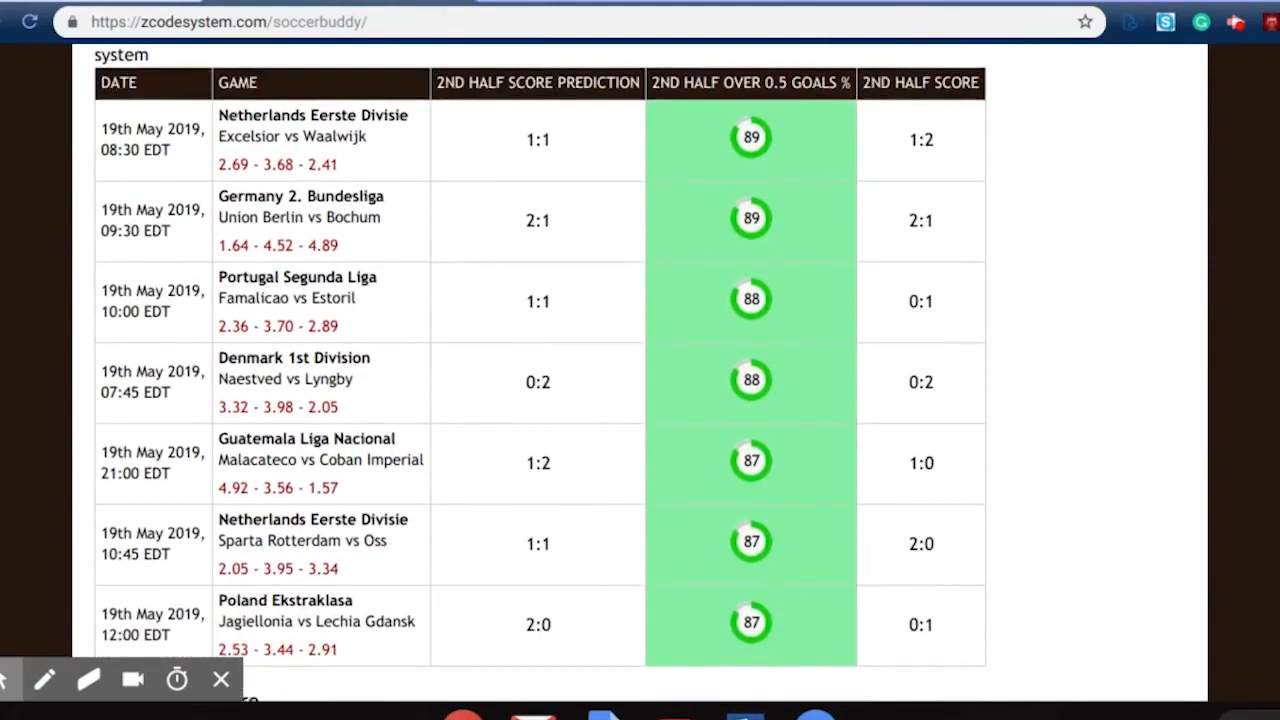 https://zcodesystem.com/soccerbuddy/
system
DATE GAME 2ND HALF SCORE PREDICTION 2ND HALF OVER 0.5 GOALS % 2ND HALF SCORE
19th May 2019,
08:30 EDT
Netherlands Eerste Divisie
Excelsior vs Waalwijk
2.69 - 3.68 - 2.41
1:1
89
1:2
19th May 2019,
09:30 EDT
Germany 2. Bundesliga
Union Berlin vs Bochum
1.64 - 4.52 - 4.89
2:1
89
2:1
19th May 2019,
10:00 EDT
Portugal Segunda Liga
Famalicao vs Estoril
2.36 - 3.70 - 2.89
1:1
88
0:1
19th May 2019,
07:45 EDT
Denmark 1st Division
Naestved vs Lyngby
3.32 - 3.98 - 2.05
0:2
88
0:2
19th May 2019,
21:00 EDT
Guatemala Liga Nacional
Malacateco vs Coban Imperial
4.92 - 3.56 - 1.57
1:2
87
1:0
19th May 2019,
10:45 EDT
Netherlands Eerste Divisie
Sparta Rotterdam vs Oss
2.05 - 3.95 - 3.34
1:1
87
2:0
19th May 2019,
12:00 EDT
Poland Ekstraklasa
Jagiellonia vs Lechia Gdansk
2.53 - 3.44 - 2.91
2:0
87
0:1